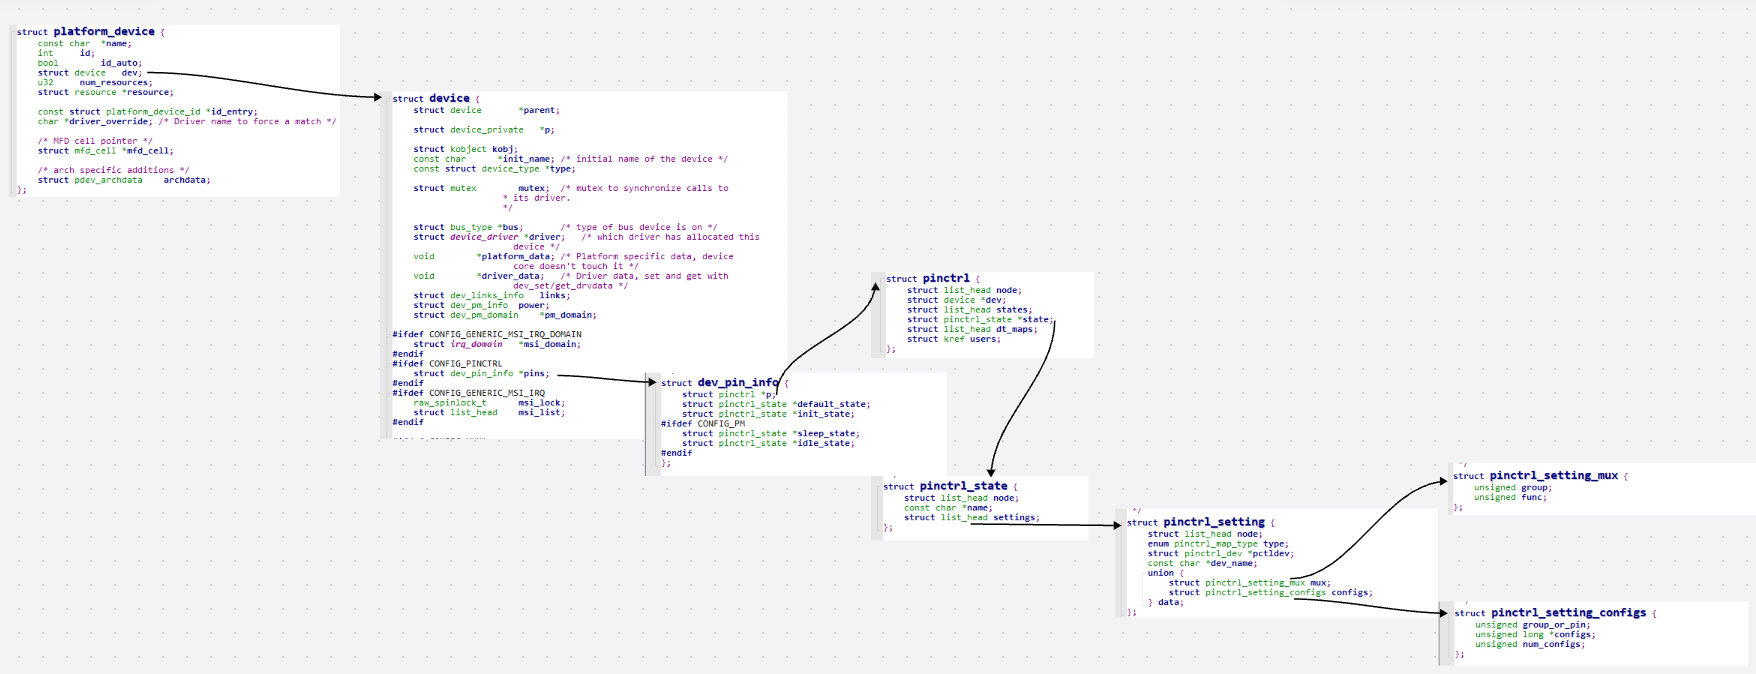 struct platform_device {
const char *name;
int id;
bool id_auto;
struct device dev;
u32 num_resources;
struct resource *resource;
const struct platform_device_id *id_entry;
char *driver_override; /* Driver name to force a match */
/* MFD cell pointer */
struct mfd_cell *mfd_cell;
/* arch specific additions */
struct pdev_archdata archdata;
};
struct device {
struct device *parent;
struct device_private *p;
struct kobject kobj;
const char *init_name; /* initial name of the device */
const struct device_type *type;
struct mutex mutex; /* mutex to synchronize calls to
* its driver.
*/
struct bus_type *bus; /* type of bus device is on */
struct device_driver *driver; /* which driver has allocated this
device */
void *platform_data; /* Platform specific data, device
core doesn't touch it */
void *driver_data; /* Driver data, set and get with
dev_set/get_drvdata */
struct dev_links_info links;
struct dev_pm_info power;
struct dev_pm_domain *pm_domain;
#ifdef CONFIG_GENERIC_MSI_IRQ_DOMAIN
struct irq_domain *msi_domain;
#endif
#ifdef CONFIG_PINCTRL
struct dev_pin_info *pins;
#endif
#ifdef CONFIG_GENERIC_MSI_IRQ
raw_spinlock_t msi_lock;
struct list_head msi_list;
#endif
struct dev_pin_info {
struct pinctrl *p;
struct pinctrl_state *default_state;
struct pinctrl_state *init_state;
#ifdef CONFIG_PM
struct pinctrl_state *sleep_state;
struct pinctrl_state *idle_state;
#endif
};
struct pinctrl {
struct list_head node;
struct device *dev;
struct list_head states;
struct pinctrl_state *state;
struct list_head dt_maps;
struct kref users;
};
struct pinctrl_state {
struct list_head node;
const char *name;
struct list_head settings;
};
*/
struct pinctrl_setting {
struct list_head node;
enum pinctrl_map_type type;
struct pinctrl_dev *pctldev;
const char *dev_name;
union {
struct pinctrl_setting_mux mux;
struct pinctrl_setting_configs configs;
} data;
};
*/
struct pinctrl_setting_mux {
unsigned group;
unsigned func;
};
struct pinctrl_setting_configs {
unsigned group_or_pin;
unsigned long *configs;
unsigned num_configs;
};